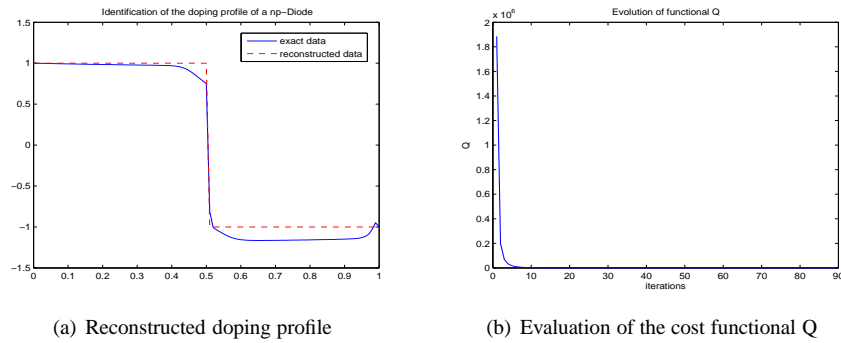 Identification of the doping profile of a np−Diode
1.5
1
0.5
0
−0.5
−1
−1.5
0 0.1 0.2 0.3 0.4 0.5 0.6 0.7 0.8 0.9 1
exact data
reconstructed data
(a) Reconstructed doping profile
Evolution of functional Q
x 10^6
2
1.8
1.6
1.4
1.2
1
0.8
0.6
0.4
0.2
0
Q
0 10 20 30 40 50 60 70 80 90
iterations
(b) Evaluation of the cost functional Q